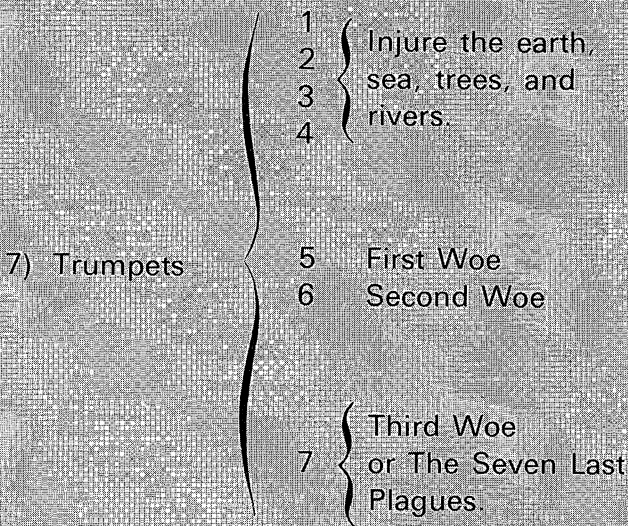 1
2
3
4
Injure the earth,
sea, trees, and
rivers.
7) Trumpets
5 First Woe
6 Second Woe
7
Third Woe
or The Seven Last
Plagues.